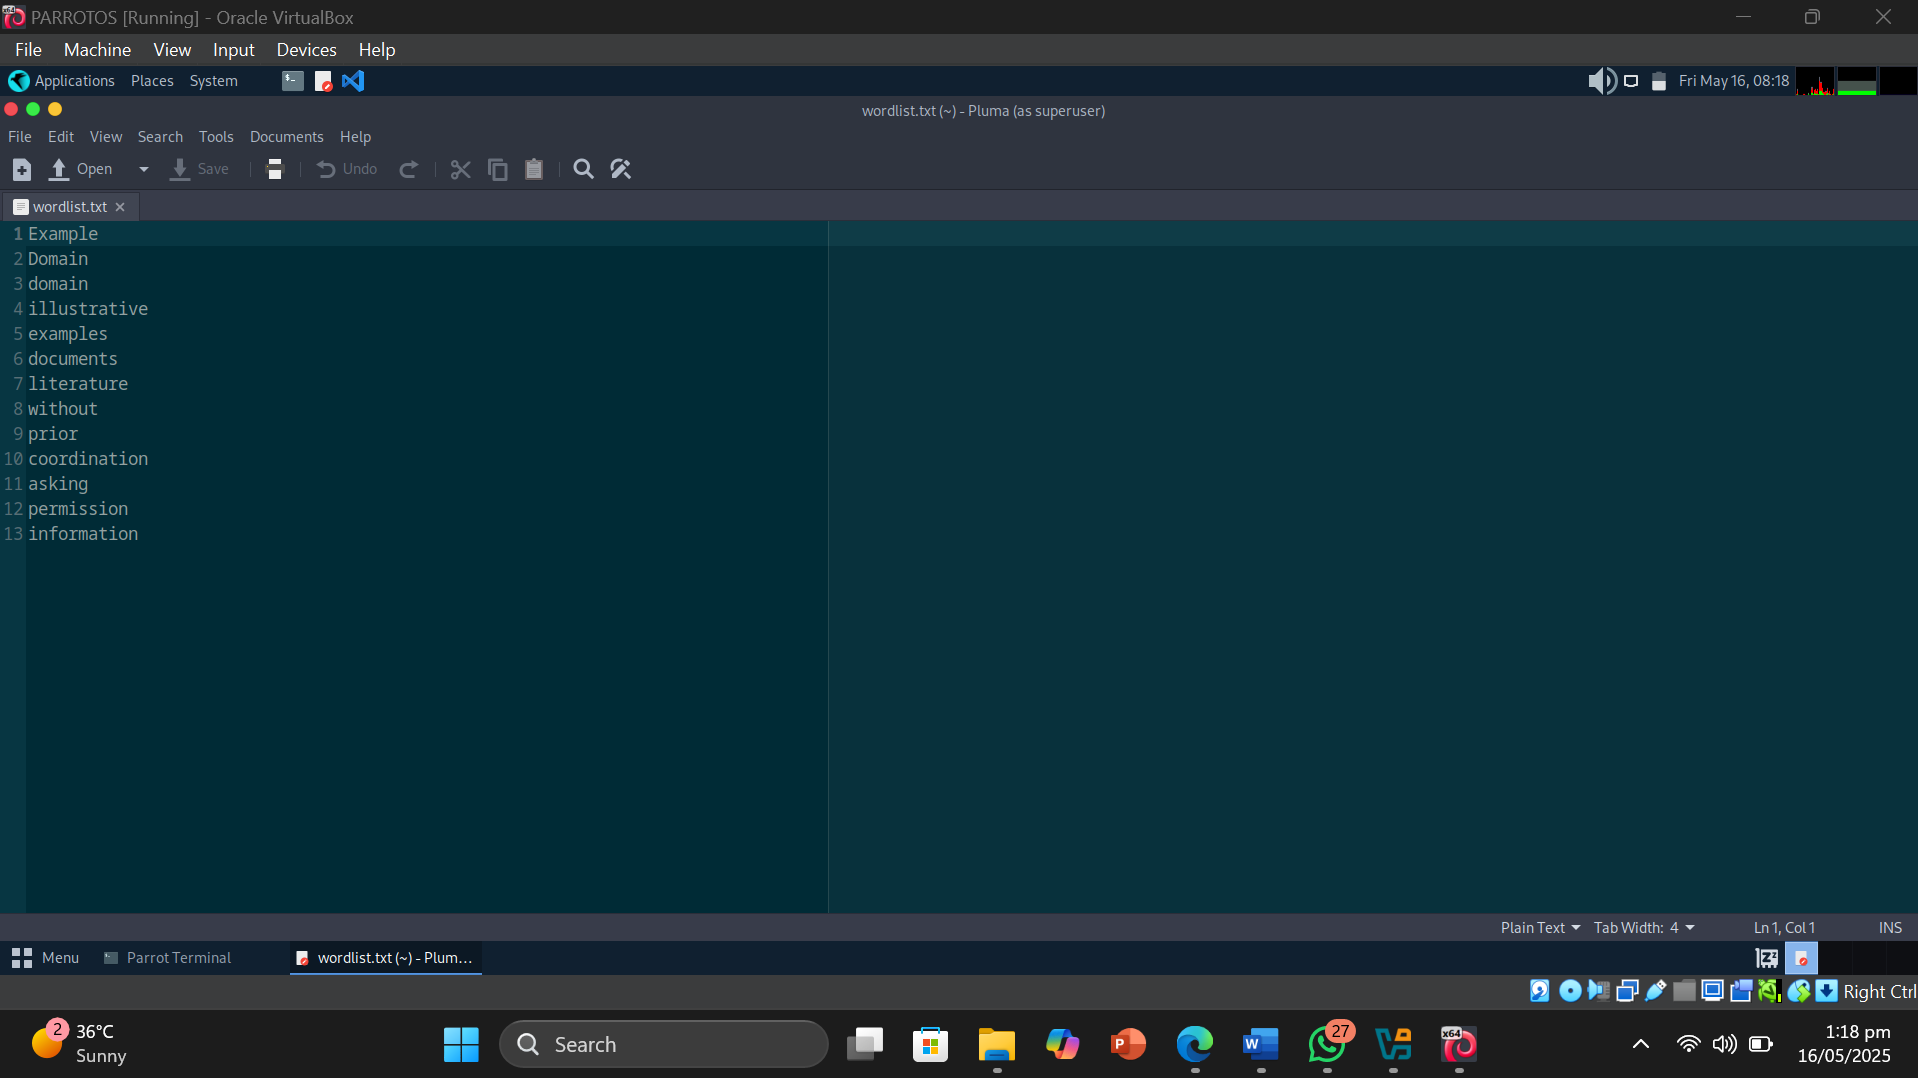 PARROTOS [Running] - Oracle VirtualBox
File Machine View Input Devices Help
Applications Places System
Fri May 16, 08:18
wordlist.txt (~) - Pluma (as superuser)
File Edit View Search Tools Documents Help
Open Save Undo
wordlist.txt
1 Example
2 Domain
3 domain
4 illustrative
5 examples
6 documents
7 literature
8 without
9 prior
10 coordination
11 asking
12 permission
13 information
Plain Text Tab Width: 4 Ln 1, Col 1 INS
Menu Parrot Terminal wordlist.txt (~) - Plum...
Right Ctrl
2 36°C
Sunny
Search
27
x64
1:18 pm
16/05/2025